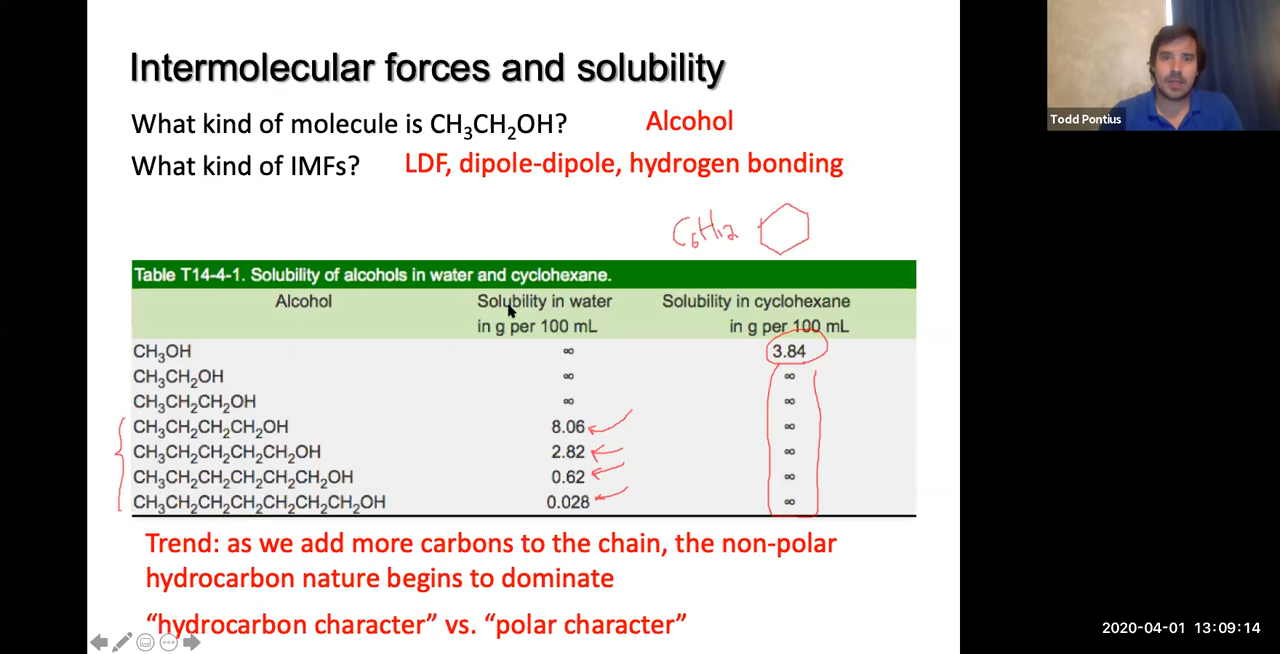 Intermolecular forces and solubility
What kind of molecule is CH₃CH₂OH? Alcohol
What kind of IMFs? LDF, dipole-dipole, hydrogen bonding
C₆H₁₂
Table T14-4-1. Solubility of alcohols in water and cyclohexane.
Alcohol Solubility in water Solubility in cyclohexane
in g per 100 mL in g per 100 mL
CH₃OH ∞ 3.84
CH₃CH₂OH ∞ ∞
CH₃CH₂CH₂OH ∞ ∞
CH₃CH₂CH₂CH₂OH 8.06 ∞
CH₃CH₂CH₂CH₂CH₂OH 2.82 ∞
CH₃CH₂CH₂CH₂CH₂CH₂OH 0.62 ∞
CH₃CH₂CH₂CH₂CH₂CH₂CH₂OH 0.028 ∞
Trend: as we add more carbons to the chain, the non-polar
hydrocarbon nature begins to dominate
“hydrocarbon character” vs. “polar character”
Todd Pontius
2020-04-01 13:09:14